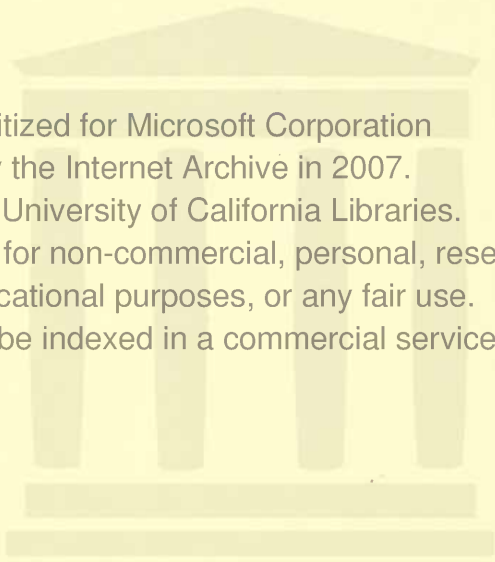 itized for Microsoft Corporation
the Internet Archive in 2007.
University of California Libraries.
for non-commercial, personal, rese
cational purposes, or any fair use.
be indexed in a commercial service